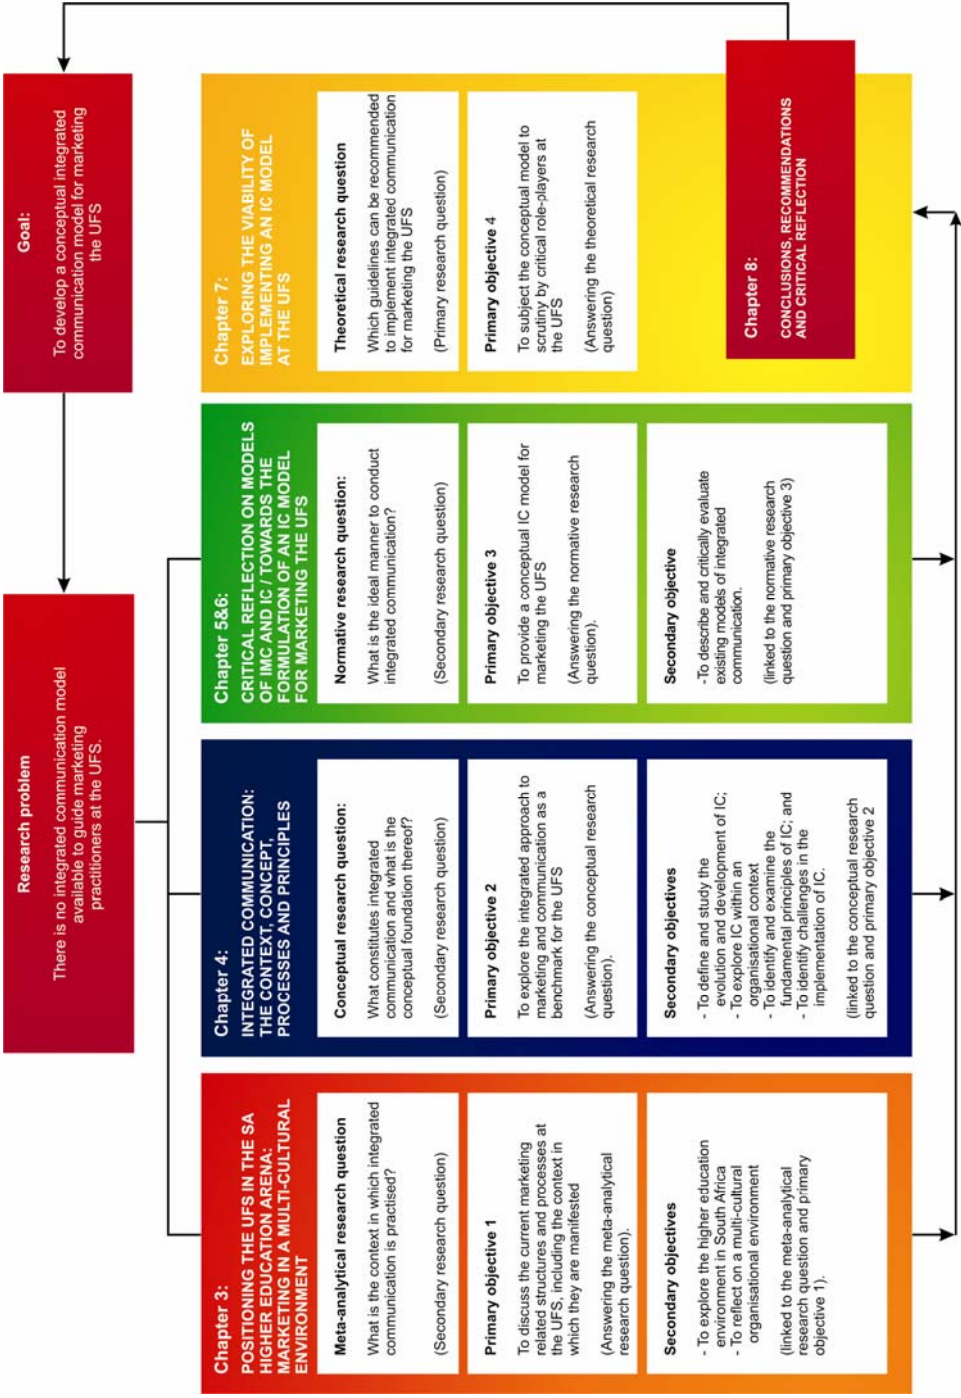 Research problem
There is no integrated communication model
available to guide marketing
practitioners at the UFS.
Goal:
To develop a conceptual integrated
communication model for marketing
the UFS
Chapter 3:
POSITIONING THE UFS IN THE SA
HIGHER EDUCATION ARENA:
MARKETING IN A MULTI-CULTURAL
ENVIRONMENT
Meta-analytical research question
What is the context in which integrated
communication is practised?
(Secondary research question)
Primary objective 1
To discuss the current marketing
related structures and processes at
the UFS, including the context in
which they are manifested
(Answering the meta-analytical
research question).
Secondary objectives
- To explore the higher education
environment in South Africa
- To reflect on a multi-cultural
organisational environment
(linked to the meta-analytical
research question and primary
objective 1).
Chapter 4:
INTEGRATED COMMUNICATION:
THE CONTEXT, CONCEPT,
PROCESSES AND PRINCIPLES
Conceptual research question:
What constitutes integrated
communication and what is the
conceptual foundation thereof?
(Secondary research question)
Primary objective 2
To explore the integrated approach to
marketing and communication as a
benchmark for the UFS
(Answering the conceptual research
question).
Secondary objectives
- To define and study the
evolution and development of IC;
- To explore IC within an
organisational context
- To identify and examine the
fundamental principles of IC; and
- To identify challenges in the
implementation of IC.
(linked to the conceptual research
question and primary objective 2
Chapter 5&6:
CRITICAL REFLECTION ON MODELS
OF IMC AND IC / TOWARDS THE
FORMULATION OF AN IC MODEL
FOR MARKETING THE UFS
Normative research question:
What is the ideal manner to conduct
integrated communication?
(Secondary research question)
Primary objective 3
To provide a conceptual IC model for
marketing the UFS
(Answering the normative research
question).
Secondary objective
-To describe and critically evaluate
existing models of integrated
communication.
(linked to the normative research
question and primary objective 3)
Chapter 7:
EXPLORING THE VIABILITY OF
IMPLEMENTING AN IC MODEL
AT THE UFS
Theoretical research question
Which guidelines can be recommended
to implement integrated communication
for marketing the UFS
(Primary research question)
Primary objective 4
To subject the conceptual model to
scrutiny by critical role-players at
the UFS
(Answering the theoretical research
question)
Chapter 8:
CONCLUSIONS, RECOMMENDATIONS
AND CRITICAL REFLECTION